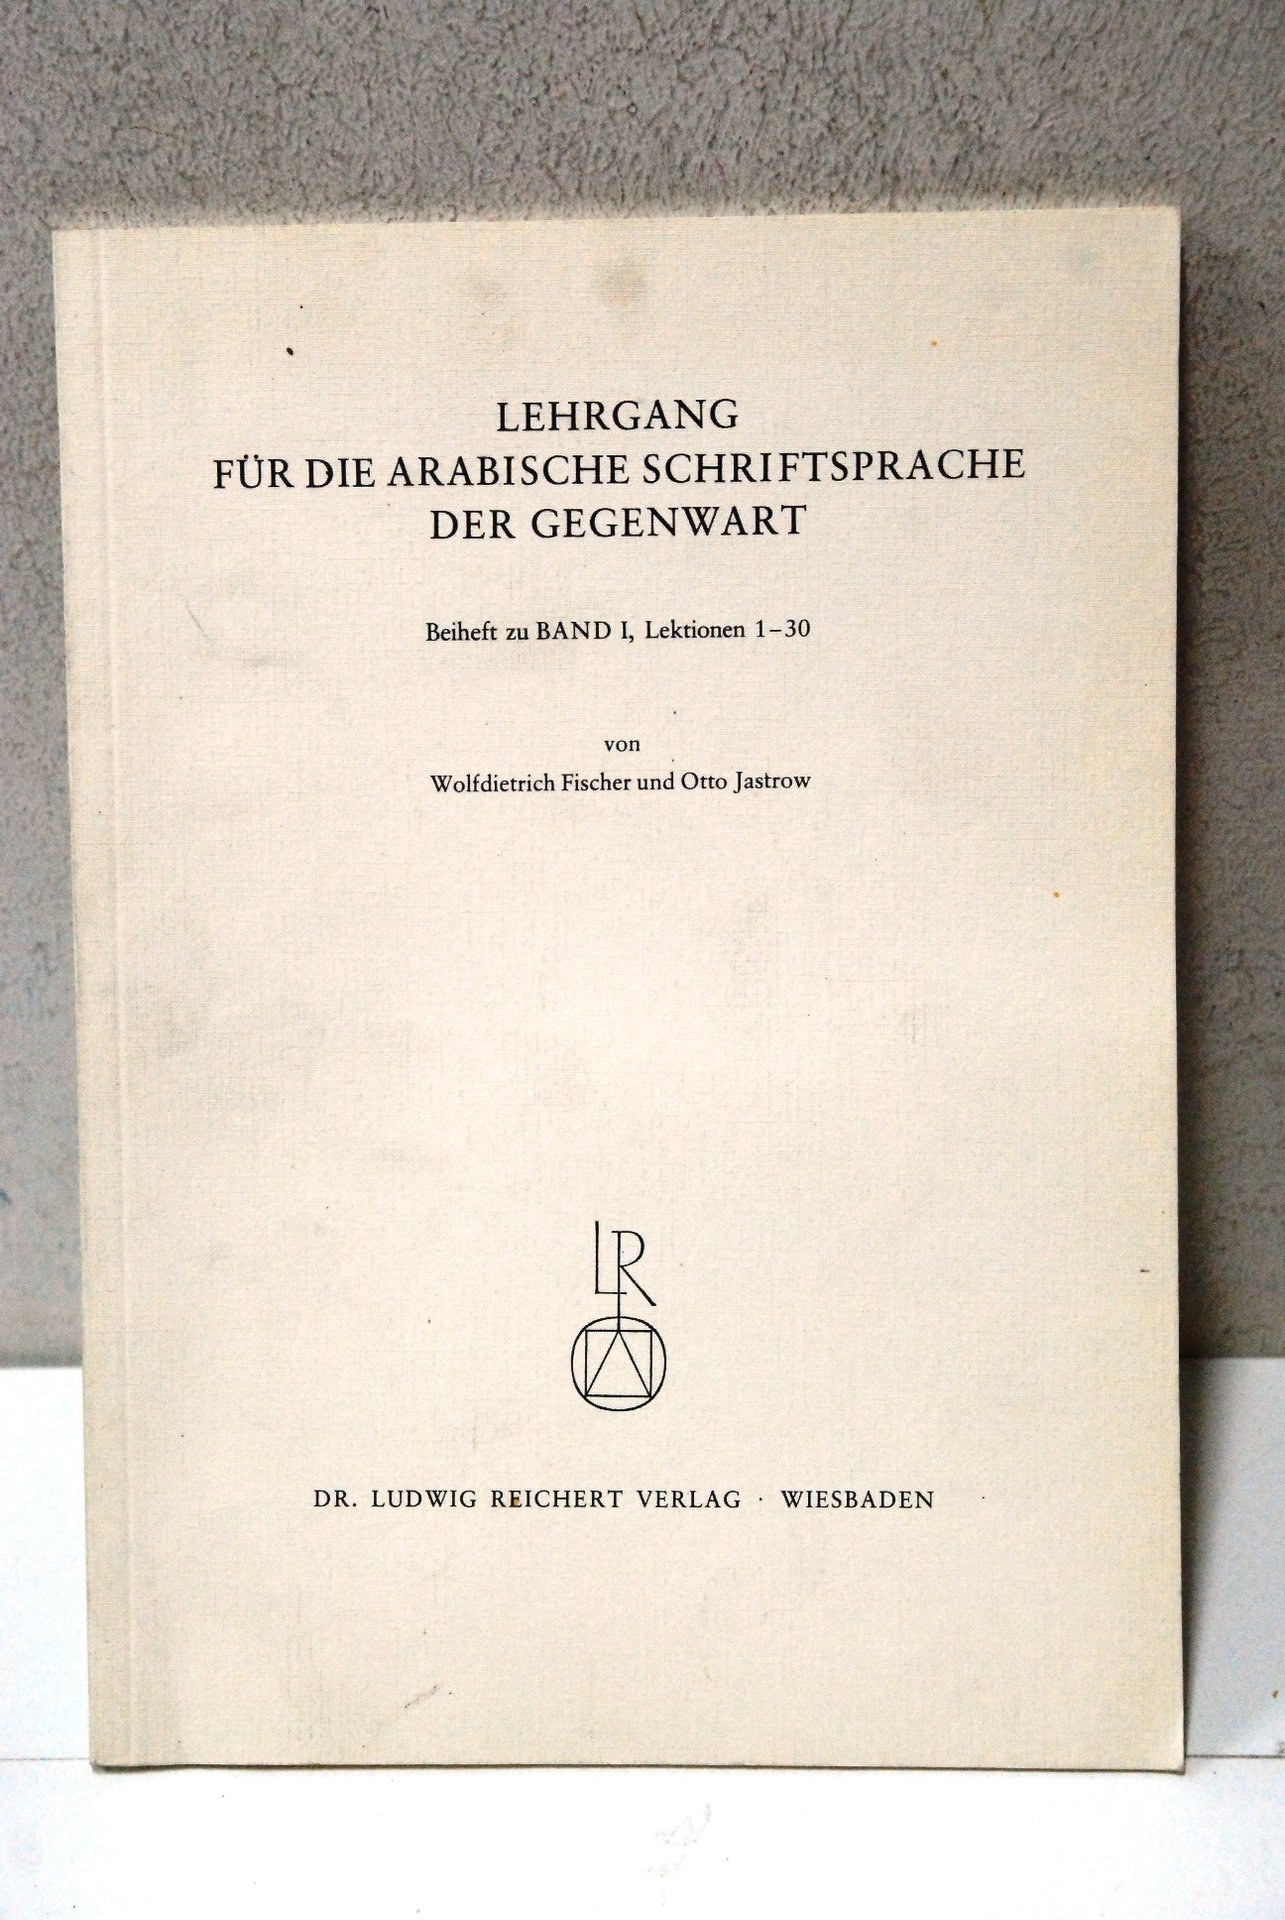 LEHRGANG
FÜR DIE ARABISCHE SCHRIFTSPRACHE
DER GEGENWART
Beiheft zu BAND I, Lektionen 1–30
von
Wolfdietrich Fischer und Otto Jastrow
LR
DR. LUDWIG REICHERT VERLAG · WIESBADEN